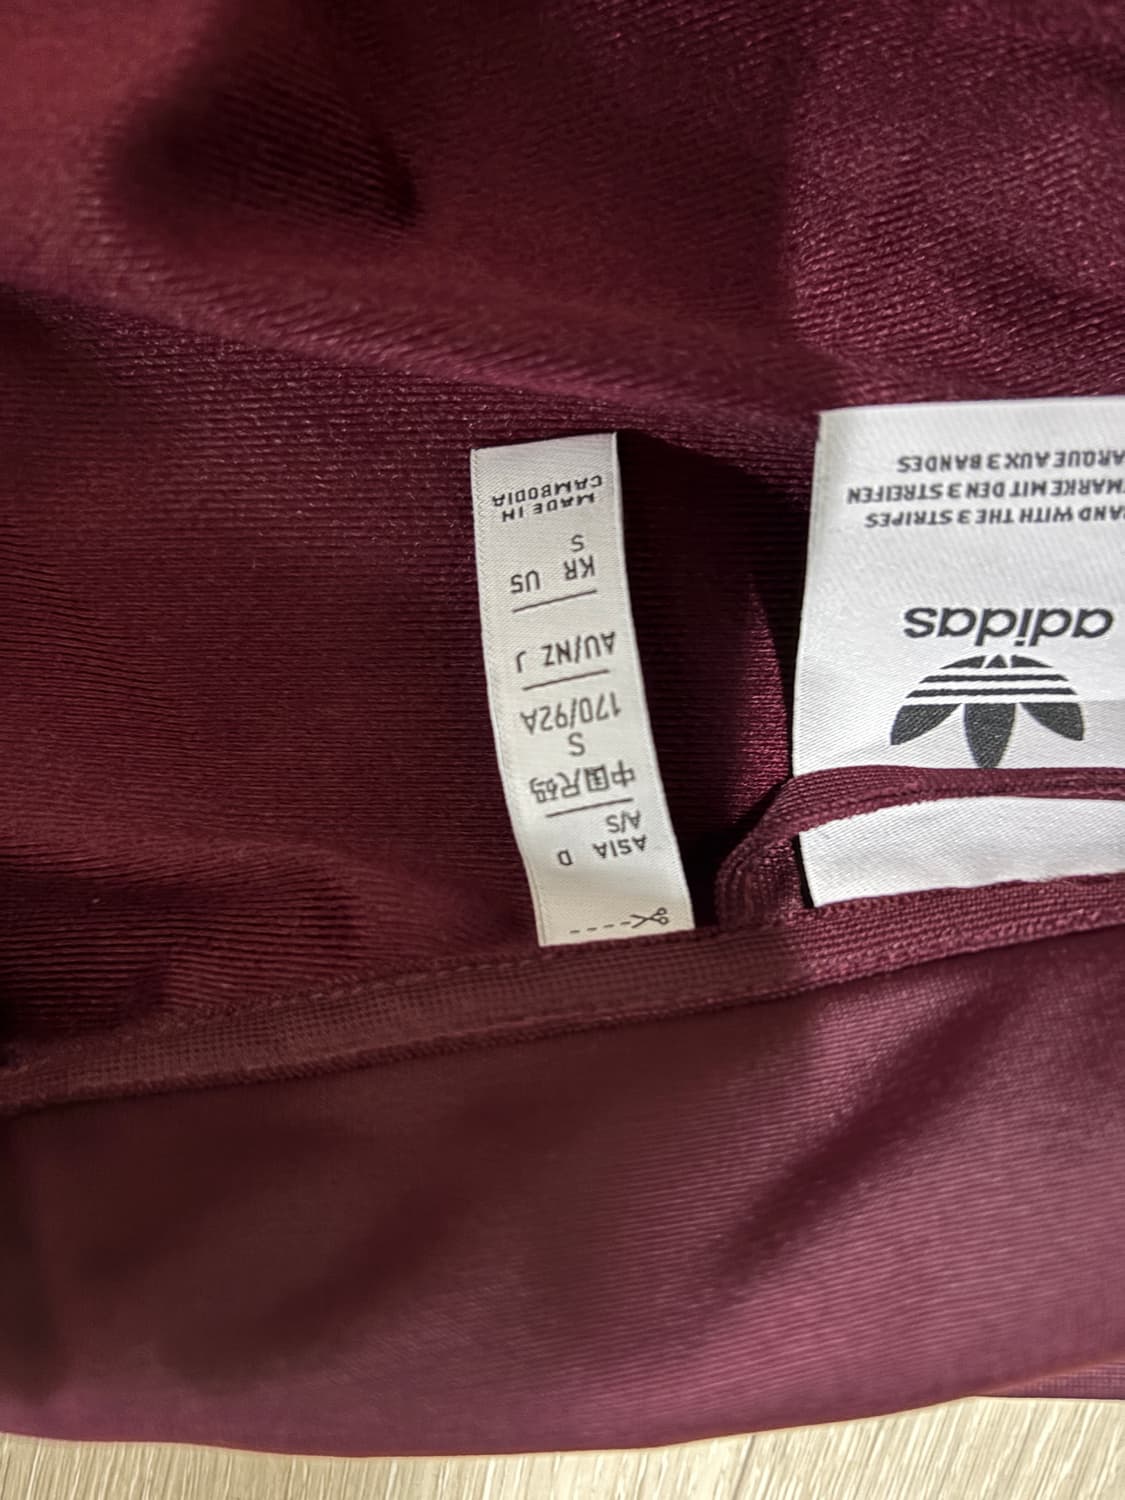 adidas
AND WITH THE 3 STRIPES
MARKE MIT DEN 3 STREIFEN
ARQUE AUX 3 BANDES
ASIA D
A/S
中国尺码
S
170/92A
AU/NZ J
KR US
S
MADE IN
CAMBODIA